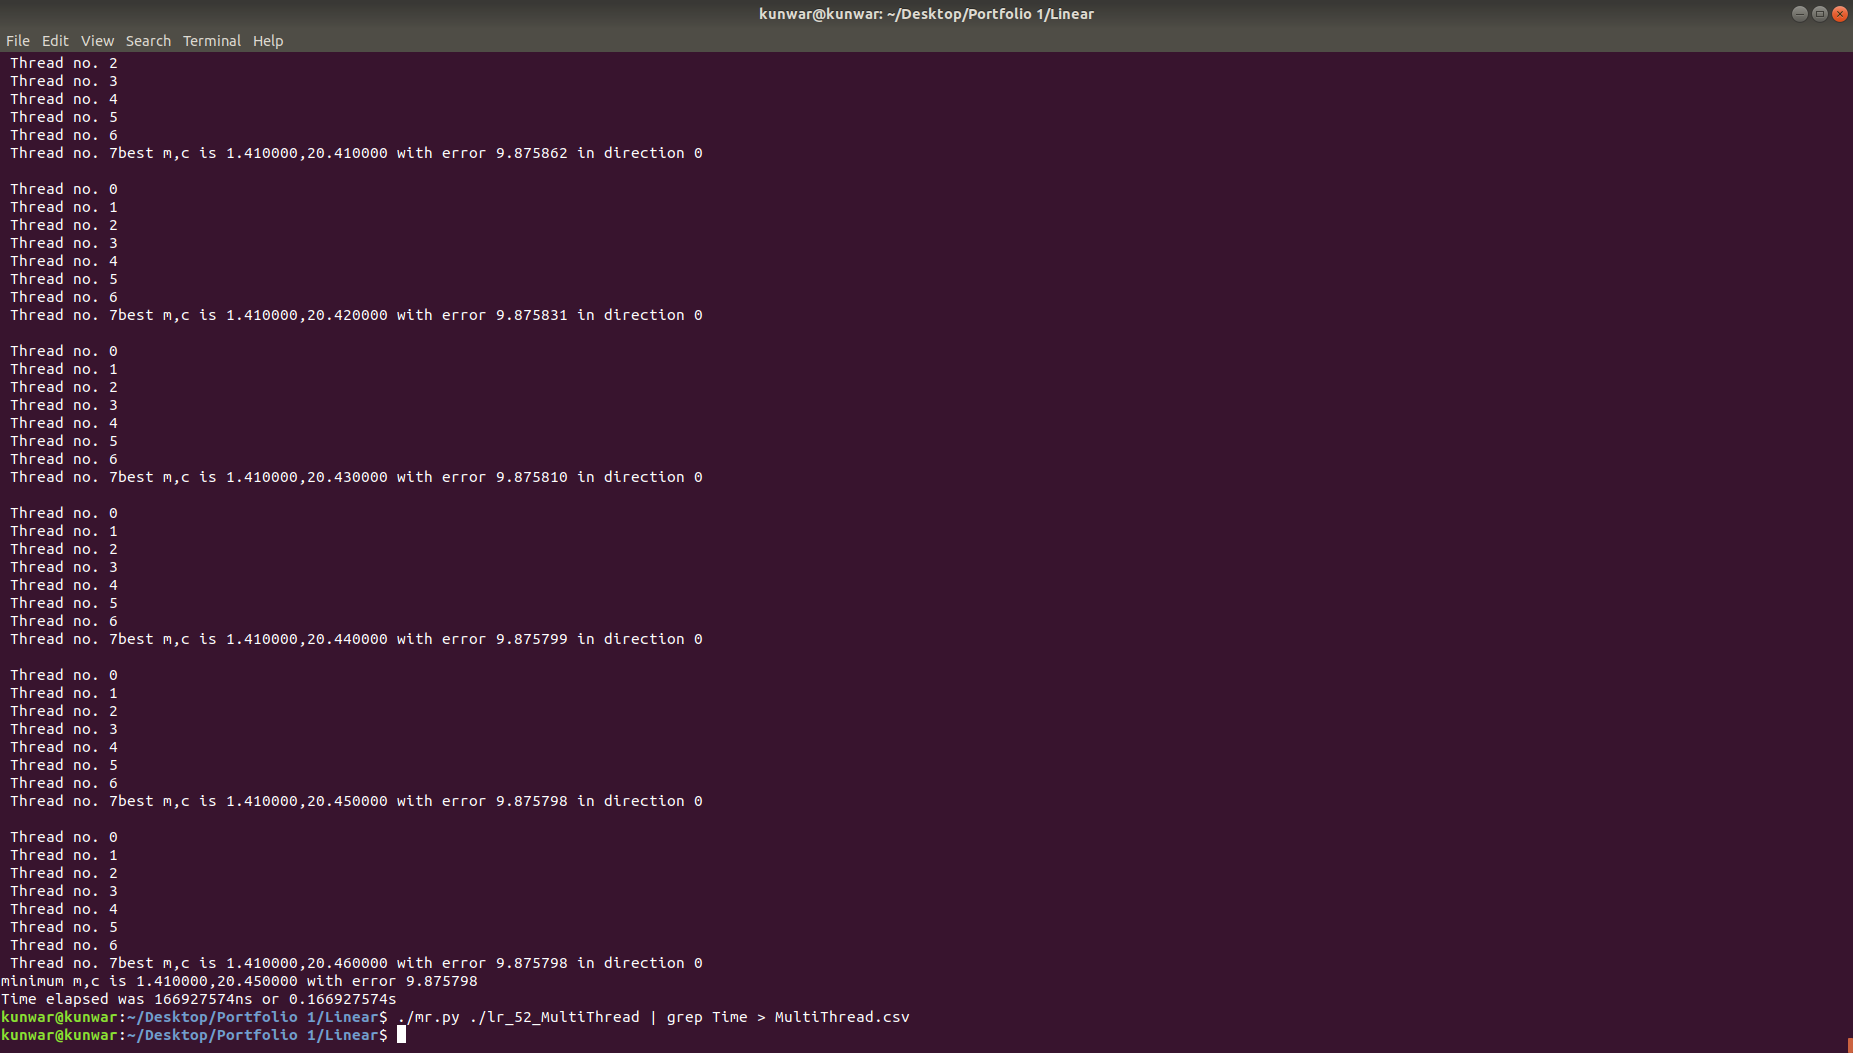 kunwar@kunwar: ~/Desktop/Portfolio 1/Linear
File Edit View Search Terminal Help
Thread no. 2
Thread no. 3
Thread no. 4
Thread no. 5
Thread no. 6
Thread no. 7best m,c is 1.410000,20.410000 with error 9.875862 in direction 0
Thread no. 0
Thread no. 1
Thread no. 2
Thread no. 3
Thread no. 4
Thread no. 5
Thread no. 6
Thread no. 7best m,c is 1.410000,20.420000 with error 9.875831 in direction 0
Thread no. 0
Thread no. 1
Thread no. 2
Thread no. 3
Thread no. 4
Thread no. 5
Thread no. 6
Thread no. 7best m,c is 1.410000,20.430000 with error 9.875810 in direction 0
Thread no. 0
Thread no. 1
Thread no. 2
Thread no. 3
Thread no. 4
Thread no. 5
Thread no. 6
Thread no. 7best m,c is 1.410000,20.440000 with error 9.875799 in direction 0
Thread no. 0
Thread no. 1
Thread no. 2
Thread no. 3
Thread no. 4
Thread no. 5
Thread no. 6
Thread no. 7best m,c is 1.410000,20.450000 with error 9.875798 in direction 0
Thread no. 0
Thread no. 1
Thread no. 2
Thread no. 3
Thread no. 4
Thread no. 5
Thread no. 6
Thread no. 7best m,c is 1.410000,20.460000 with error 9.875798 in direction 0
minimum m,c is 1.410000,20.450000 with error 9.875798
Time elapsed was 166927574ns or 0.166927574s
kunwar@kunwar:~/Desktop/Portfolio 1/Linear$ ./mr.py ./lr_52_MultiThread | grep Time > MultiThread.csv
kunwar@kunwar:~/Desktop/Portfolio 1/Linear$